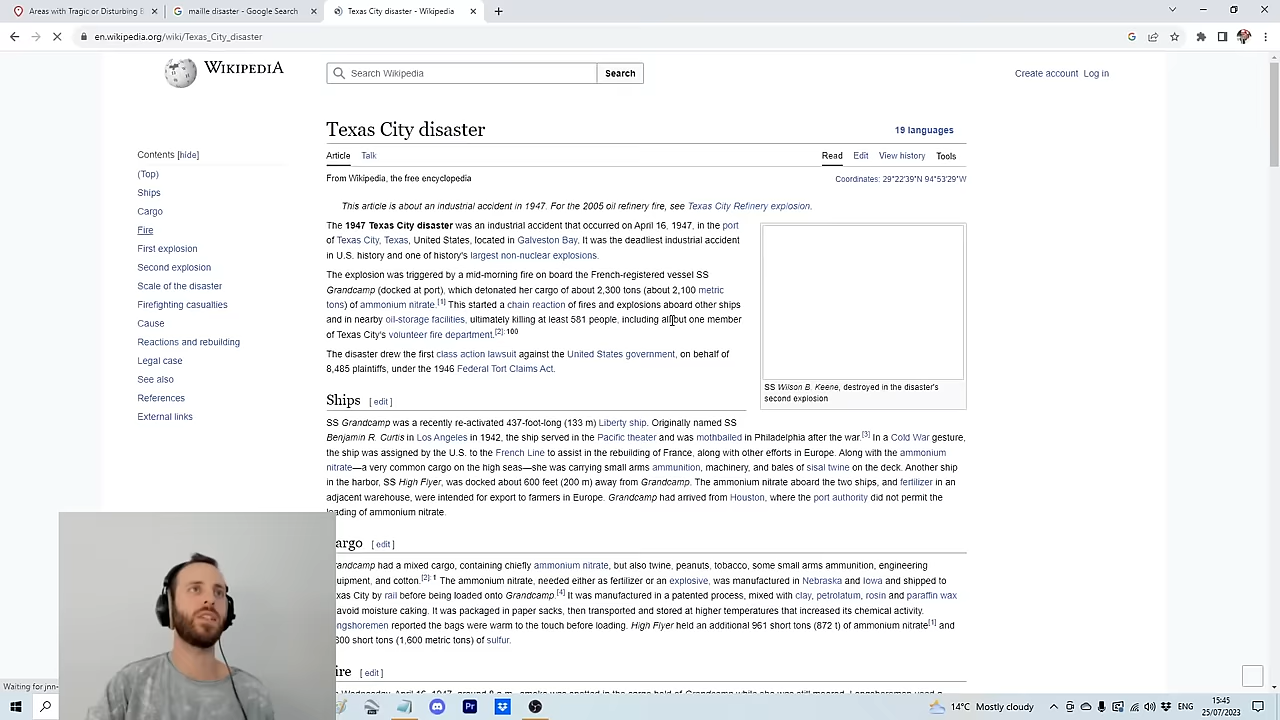 Areas with Tragic or Disturbing E
maille disaster - Google Search
Texas City disaster - Wikipedia
en.wikipedia.org/wiki/Texas_City_disaster
WIKIPEDIA
Search Wikipedia
Search
Create account Log in
Texas City disaster
19 languages
Article Talk
Read Edit View history Tools
From Wikipedia, the free encyclopedia
Coordinates: 29°22′39″N 94°53′29″W
Contents [hide]
(Top)
Ships
Cargo
Fire
First explosion
Second explosion
Scale of the disaster
Firefighting casualties
Cause
Reactions and rebuilding
Legal case
See also
References
External links
This article is about an industrial accident in 1947. For the 2005 oil refinery fire, see Texas City Refinery explosion.
The 1947 Texas City disaster was an industrial accident that occurred on April 16, 1947, in the port
of Texas City, Texas, United States, located in Galveston Bay. It was the deadliest industrial accident
in U.S. history and one of history's largest non-nuclear explosions.
The explosion was triggered by a mid-morning fire on board the French-registered vessel SS
Grandcamp (docked at port), which detonated her cargo of about 2,300 tons (about 2,100 metric
tons) of ammonium nitrate.[1] This started a chain reaction of fires and explosions aboard other ships
and in nearby oil-storage facilities, ultimately killing at least 581 people, including all but one member
of Texas City's volunteer fire department.[2]:100
The disaster drew the first class action lawsuit against the United States government, on behalf of
8,485 plaintiffs, under the 1946 Federal Tort Claims Act.
SS Wilson B. Keene, destroyed in the disaster's
second explosion
Ships [ edit ]
SS Grandcamp was a recently re-activated 437-foot-long (133 m) Liberty ship. Originally named SS
Benjamin R. Curtis in Los Angeles in 1942, the ship served in the Pacific theater and was mothballed in Philadelphia after the war.[3] In a Cold War gesture,
the ship was assigned by the U.S. to the French Line to assist in the rebuilding of France, along with other efforts in Europe. Along with the ammonium
nitrate—a very common cargo on the high seas—she was carrying small arms ammunition, machinery, and bales of sisal twine on the deck. Another ship
in the harbor, SS High Flyer, was docked about 600 feet (200 m) away from Grandcamp. The ammonium nitrate aboard the two ships, and fertilizer in an
adjacent warehouse, were intended for export to farmers in Europe. Grandcamp had arrived from Houston, where the port authority did not permit the
loading of ammonium nitrate.
argo [ edit ]
randcamp had a mixed cargo, containing chiefly ammonium nitrate, but also twine, peanuts, tobacco, some small arms ammunition, engineering
uipment, and cotton.[2]:1 The ammonium nitrate, needed either as fertilizer or an explosive, was manufactured in Nebraska and Iowa and shipped to
xas City by rail before being loaded onto Grandcamp.[4] It was manufactured in a patented process, mixed with clay, petrolatum, rosin and paraffin wax
avoid moisture caking. It was packaged in paper sacks, then transported and stored at higher temperatures that increased its chemical activity.
ngshoremen reported the bags were warm to the touch before loading. High Flyer held an additional 961 short tons (872 t) of ammonium nitrate[1] and
600 short tons (1,600 metric tons) of sulfur.
ire [ edit ]
Waiting for jnn-
14°C Mostly cloudy
ENG
15:45
25/07/2023